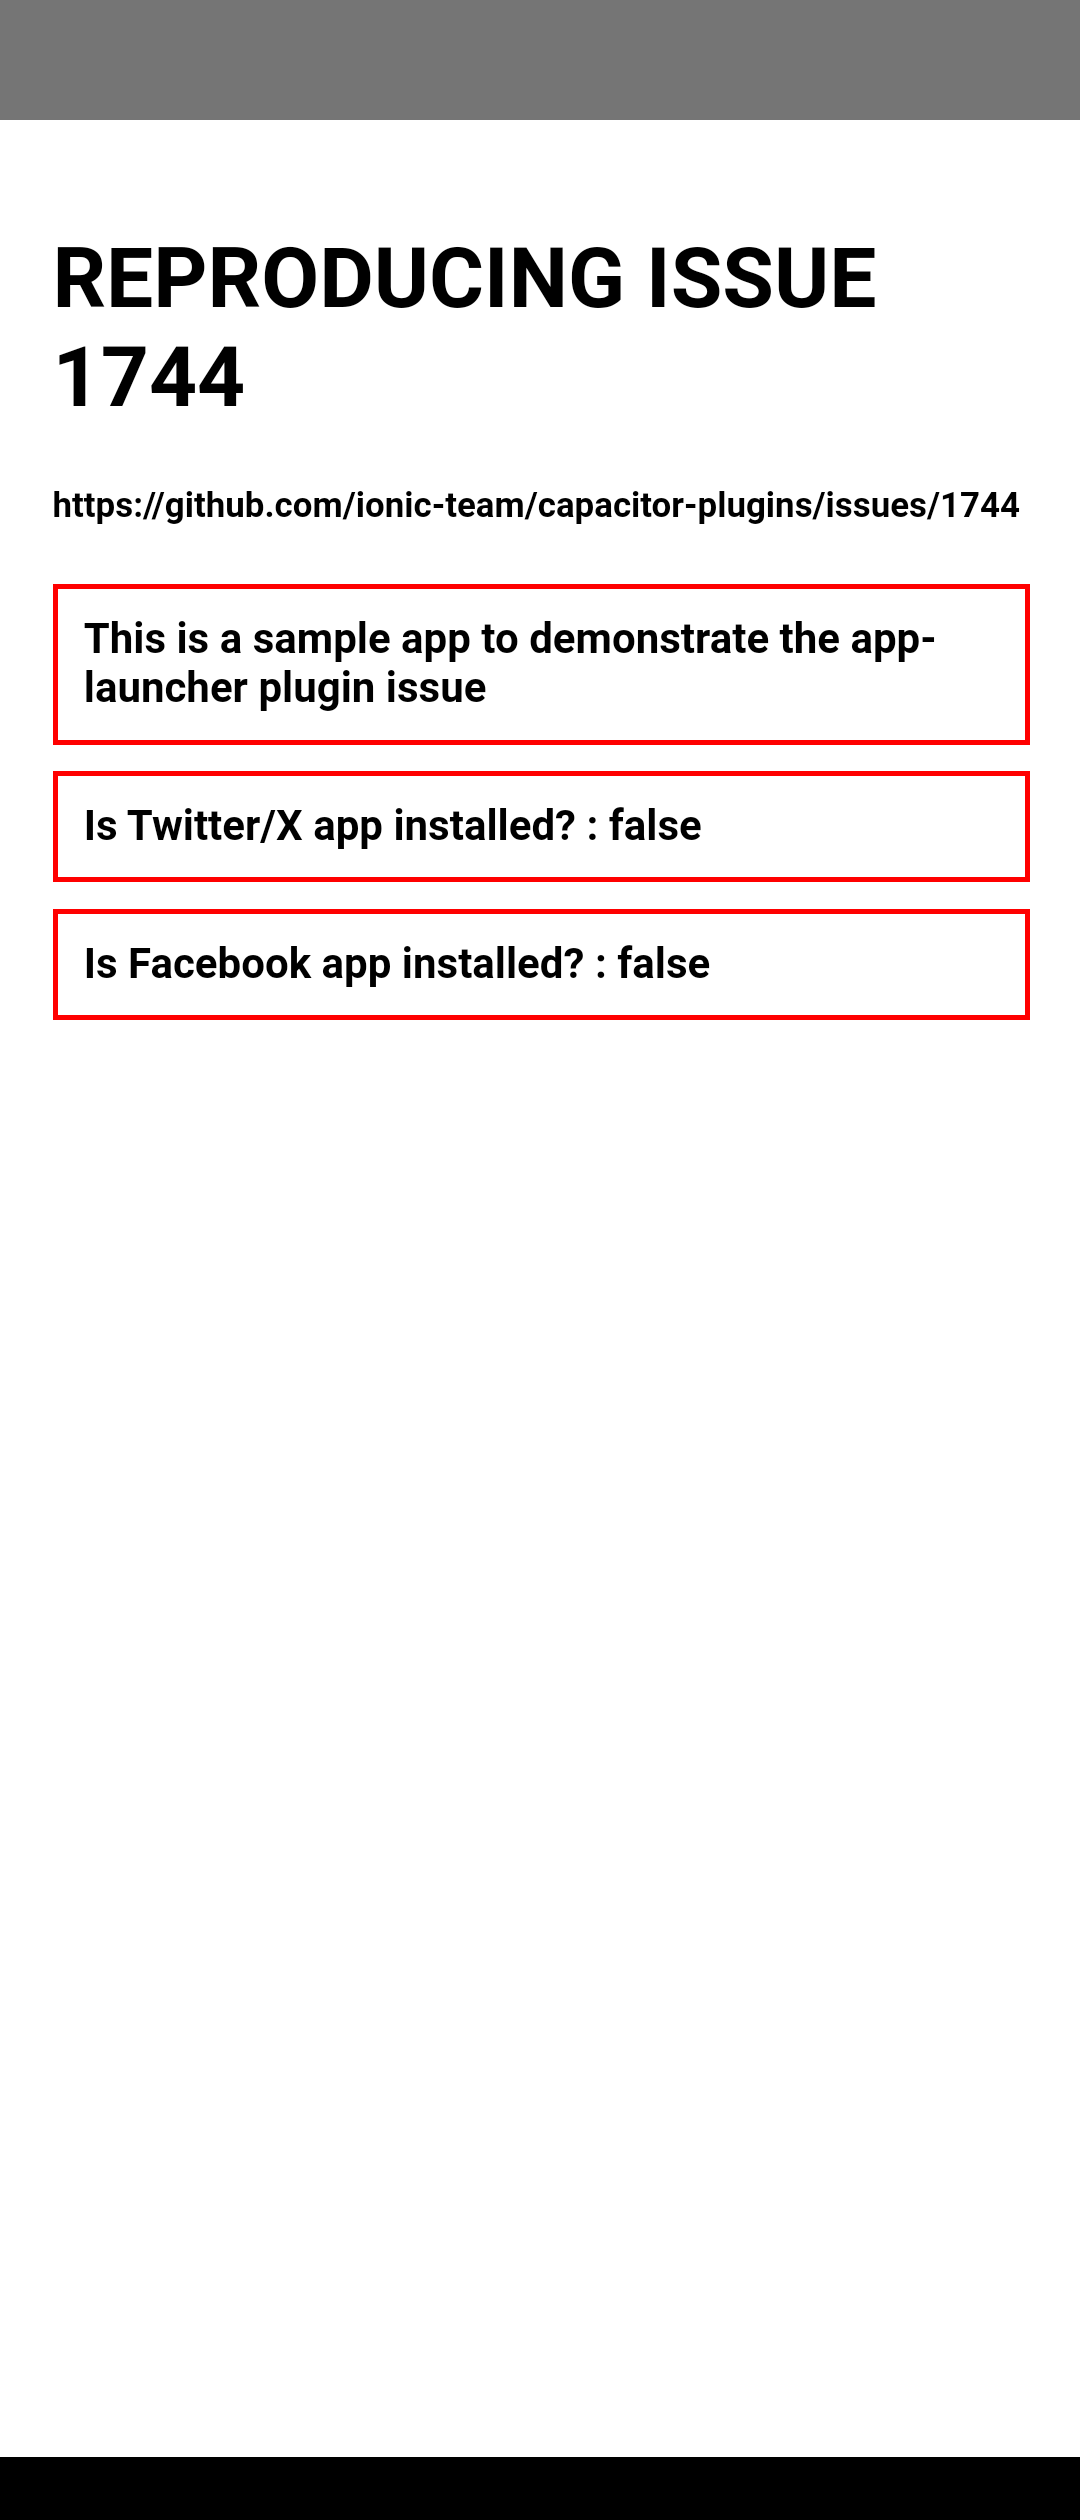 REPRODUCING ISSUE
1744
https://github.com/ionic-team/capacitor-plugins/issues/1744
This is a sample app to demonstrate the app-
launcher plugin issue
Is Twitter/X app installed? : false
Is Facebook app installed? : false